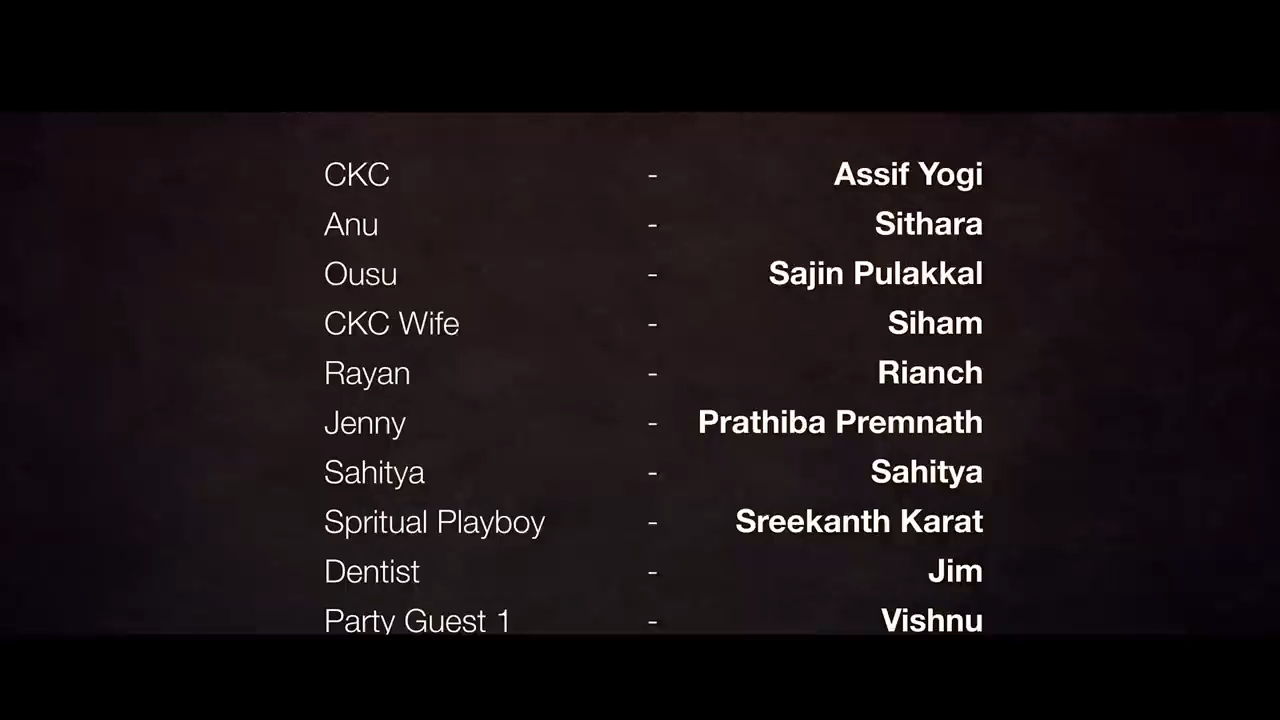 CKC - Assif Yogi
Anu - Sithara
Ousu - Sajin Pulakkal
CKC Wife - Siham
Rayan - Rianch
Jenny - Prathiba Premnath
Sahitya - Sahitya
Spritual Playboy - Sreekanth Karat
Dentist - Jim
Party Guest 1 - Vishnu